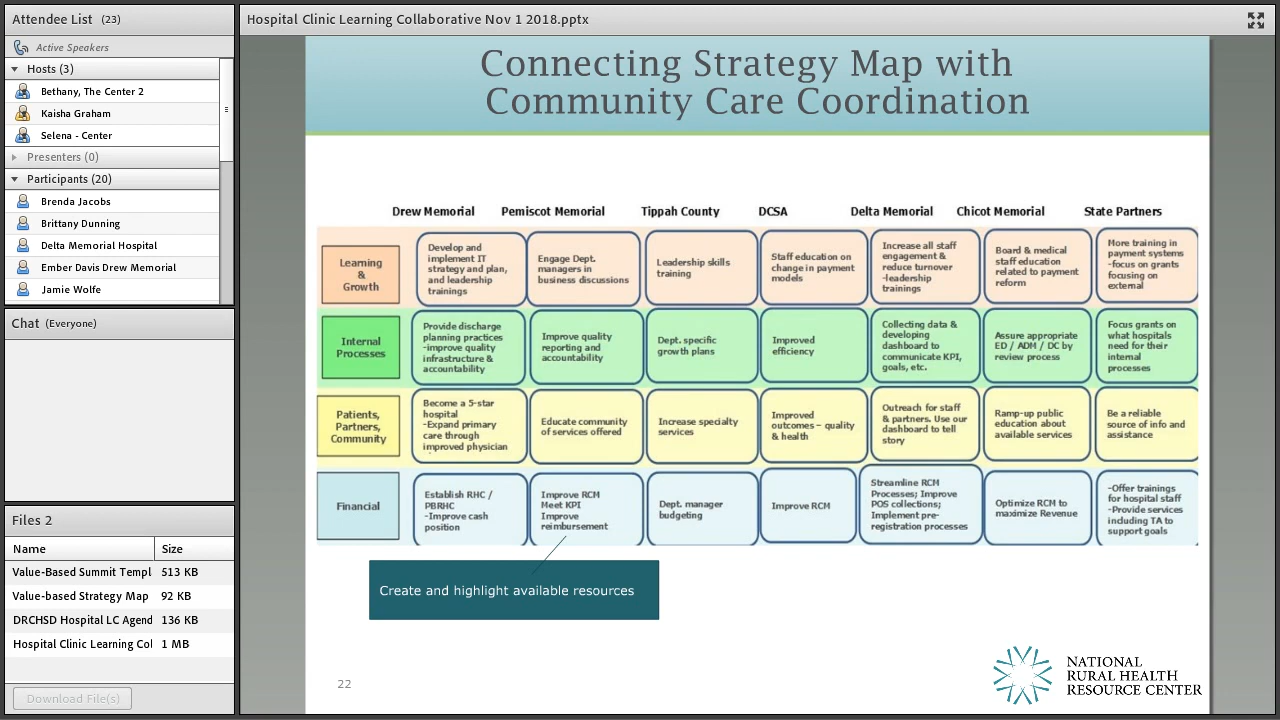 Attendee List (23)
Active Speakers
Hosts (3)
Bethany, The Center 2
Kaisha Graham
Selena - Center
Presenters (0)
Participants (20)
Brenda Jacobs
Brittany Dunning
Delta Memorial Hospital
Ember Davis Drew Memorial
Jamie Wolfe
Chat (Everyone)
Files 2
Name Size
Value-Based Summit Templ 513 KB
Value-based Strategy Map 92 KB
DRCHSD Hospital LC Agend 136 KB
Hospital Clinic Learning Col 1 MB
Download File(s)
Hospital Clinic Learning Collaborative Nov 1 2018.pptx
Connecting Strategy Map with
Community Care Coordination
Drew Memorial Pemiscot Memorial Tippah County DCSA Delta Memorial Chicot Memorial State Partners
Learning
&
Growth
Develop and
implement IT
strategy and plan,
and leadership
trainings
Engage Dept.
managers in
business discussions
Leadership skills
training
Staff education on
change in payment
models
Increase all staff
engagement &
reduce turnover
-leadership
trainings
Board & medical
staff education
related to payment
reform
More training in
payment systems
-focus on grants
focusing on
external
Internal
Processes
Provide discharge
planning practices
-improve quality
infrastructure &
accountability
Improve quality
reporting and
accountability
Dept. specific
growth plans
Improved
efficiency
Collecting data &
developing
dashboard to
communicate KPI,
goals, etc.
Assure appropriate
ED / ADM / DC by
review process
Focus grants on
what hospitals
need for their
internal
processes
Patients,
Partners,
Community
Become a 5-star
hospital
-Expand primary
care through
improved physician
Educate community
of services offered
Increase specialty
services
Improved
outcomes – quality
& health
Outreach for staff
& partners. Use our
dashboard to tell
story
Ramp-up public
education about
available services
Be a reliable
source of info and
assistance
Financial
Establish RHC /
PBRHC
-Improve cash
position
Improve RCM
Meet KPI
Improve
reimbursement
Dept. manager
budgeting
Improve RCM
Streamline RCM
Processes; Improve
POS collections;
Implement pre-
registration processes
Optimize RCM to
maximize Revenue
-Offer trainings
for hospital staff
-Provide services
including TA to
support goals
Create and highlight available resources
22
NATIONAL
RURAL HEALTH
RESOURCE CENTER